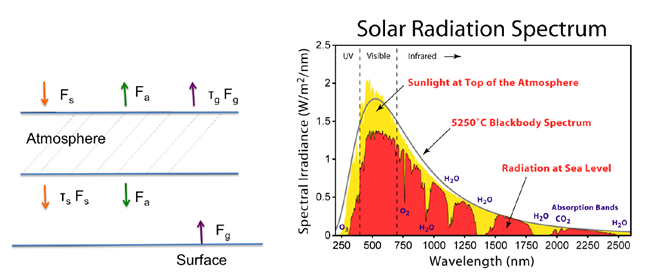 Fₛ
Fₐ
τg Fg
Atmosphere
τₛ Fₛ
Fₐ
Fg
Surface
Solar Radiation Spectrum
UV
Visible
Infrared →
Sunlight at Top of the Atmosphere
5250°C Blackbody Spectrum
Radiation at Sea Level
H₂O
H₂O
Absorption Bands
H₂O CO₂
H₂O
O₃
O₂
H₂O
Spectral Irradiance (W/m²/nm)
2.5
2
1.5
1
0.5
0
250 500 750 1000 1250 1500 1750 2000 2250 2500
Wavelength (nm)